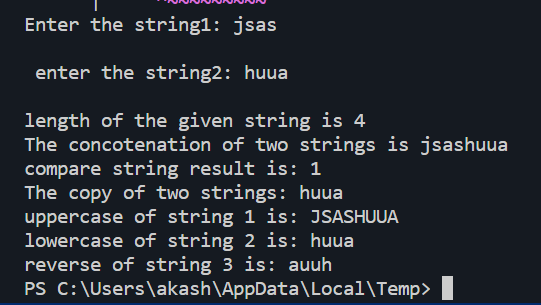 Enter the string1: jsas
enter the string2: huua
length of the given string is 4
The concotenation of two strings is jsashuua
compare string result is: 1
The copy of two strings: huua
uppercase of string 1 is: JSASHUUA
lowercase of string 2 is: huua
reverse of string 3 is: auuh
PS C:\Users\akash\AppData\Local\Temp>